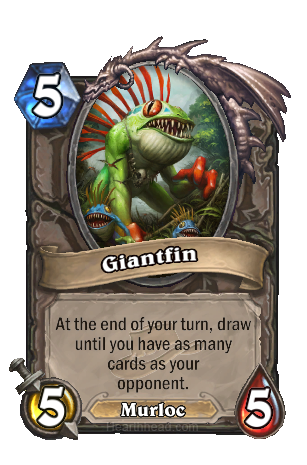 5
Giantfin
At the end of your turn, draw
until you have as many
cards as your
opponent.
5
Murloc
5